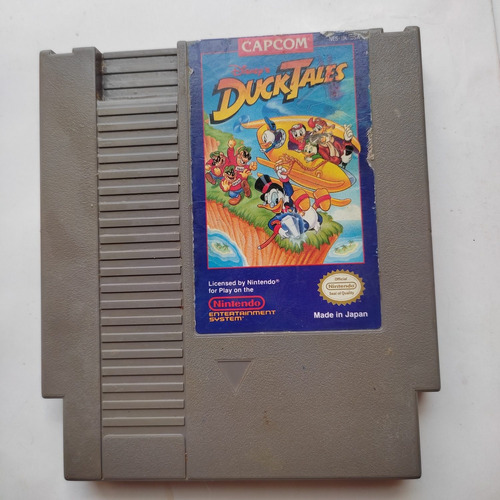 CAPCOM
Disney's
DUCKTALES
Licensed by Nintendo®
for Play on the
Nintendo
ENTERTAINMENT
SYSTEM
Official
Nintendo
Seal of Quality
Made in Japan